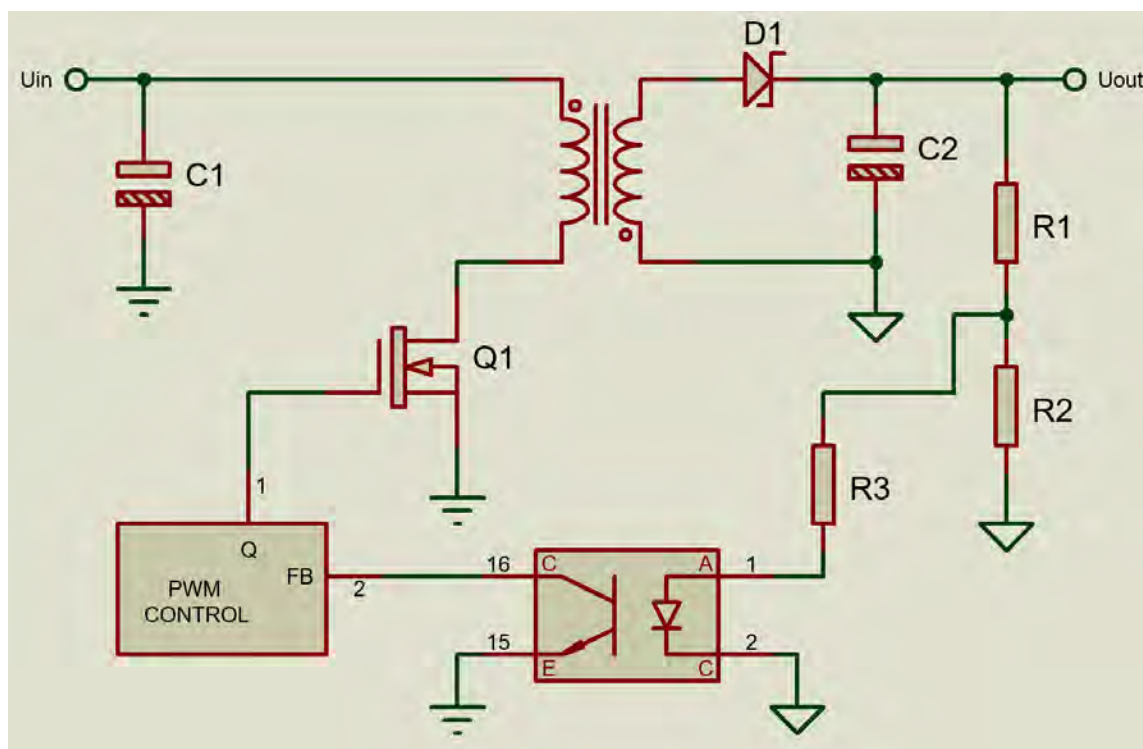 D1
Uin
Uout
C1
C2
R1
Q1
R2
R3
1
Q
FB
2
PWM
CONTROL
16
C
A
1
15
E
C
2